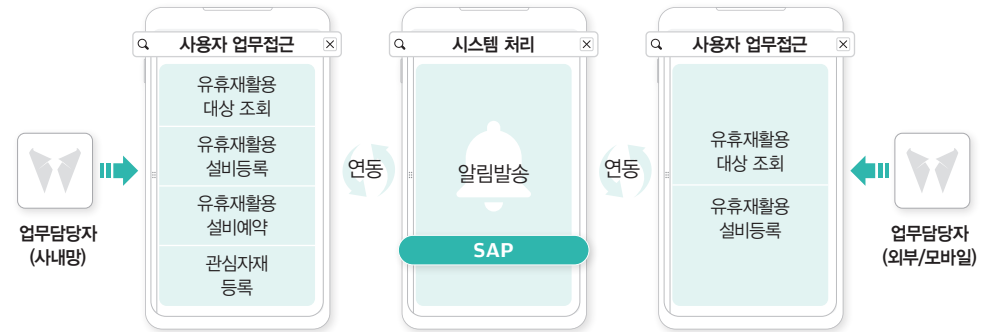 사용자 업무접근
유휴재활용
대상 조회
유휴재활용
설비등록
유휴재활용
설비예약
관심자재
등록
업무담당자
(사내망)
연동
시스템 처리
알림발송
SAP
연동
사용자 업무접근
유휴재활용
대상 조회
유휴재활용
설비등록
업무담당자
(외부/모바일)